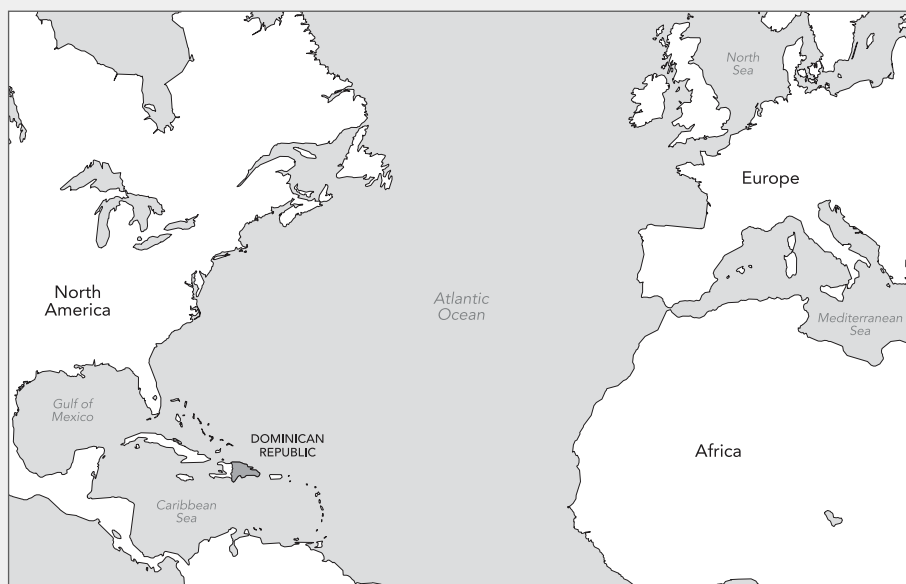 North
Sea
Europe
North
America
Atlantic
Ocean
Mediterranean
Sea
Gulf of
Mexico
DOMINICAN
REPUBLIC
Africa
Caribbean
Sea